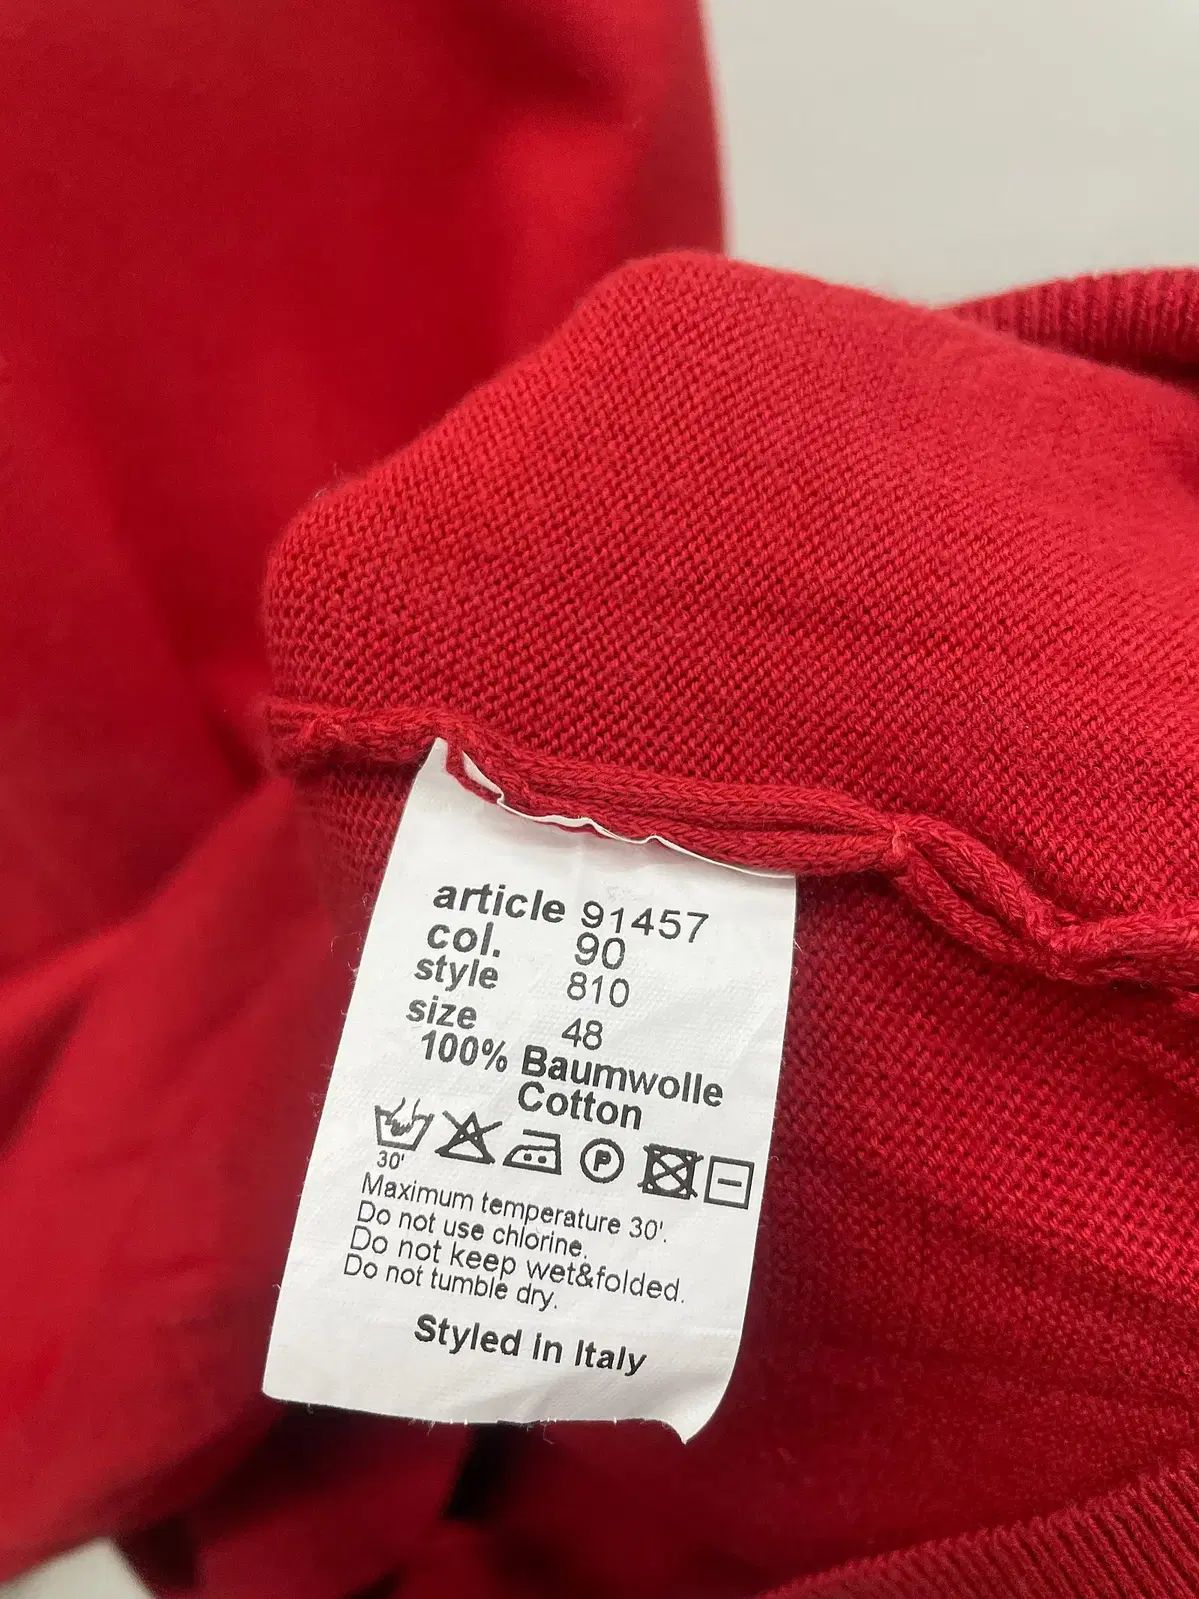 article 91457
col. 90
style 810
size 48
100% Baumwolle
Cotton
P
30'
Maximum temperature 30'.
Do not use chlorine.
Do not keep wet&folded.
Do not tumble dry.
Styled in Italy